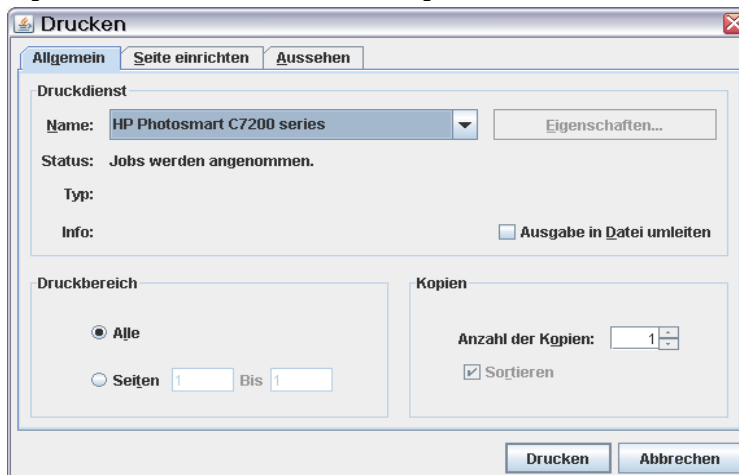 Drucken
Allgemein Seite einrichten Aussehen
Druckdienst
Name: HP Photosmart C7200 series Eigenschaften...
Status: Jobs werden angenommen.
Typ:
Info: Ausgabe in Datei umleiten
Druckbereich Kopien
Alle Anzahl der Kopien: 1
Seiten 1 Bis 1 Sortieren
Drucken Abbrechen